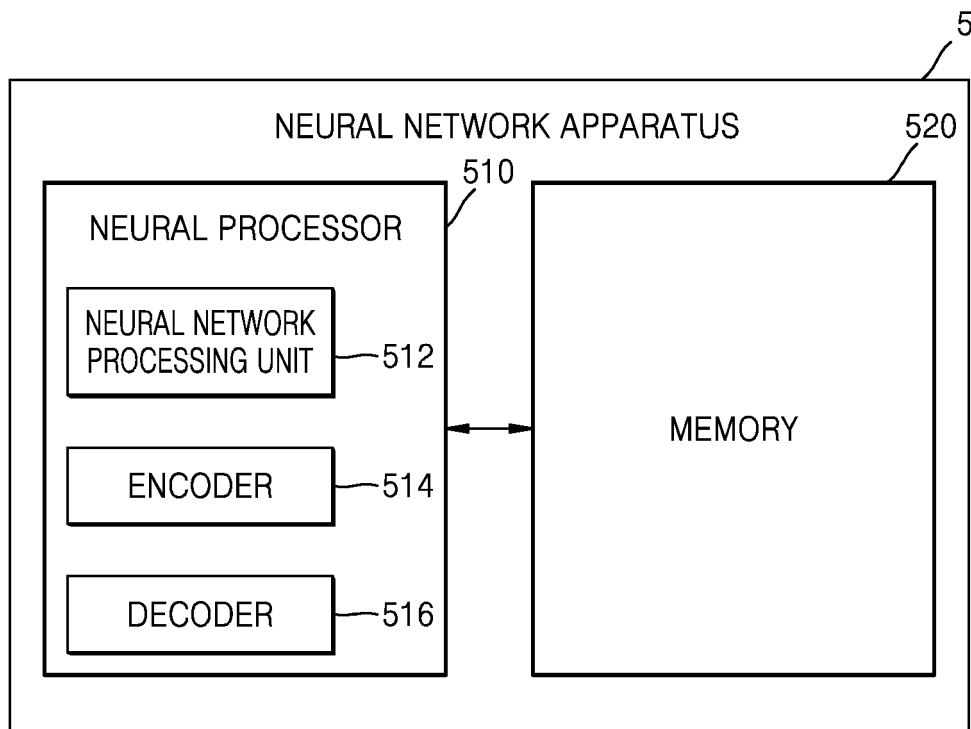 5
NEURAL NETWORK APPARATUS
520
510
NEURAL PROCESSOR
NEURAL NETWORK
PROCESSING UNIT
512
ENCODER
514
DECODER
516
MEMORY